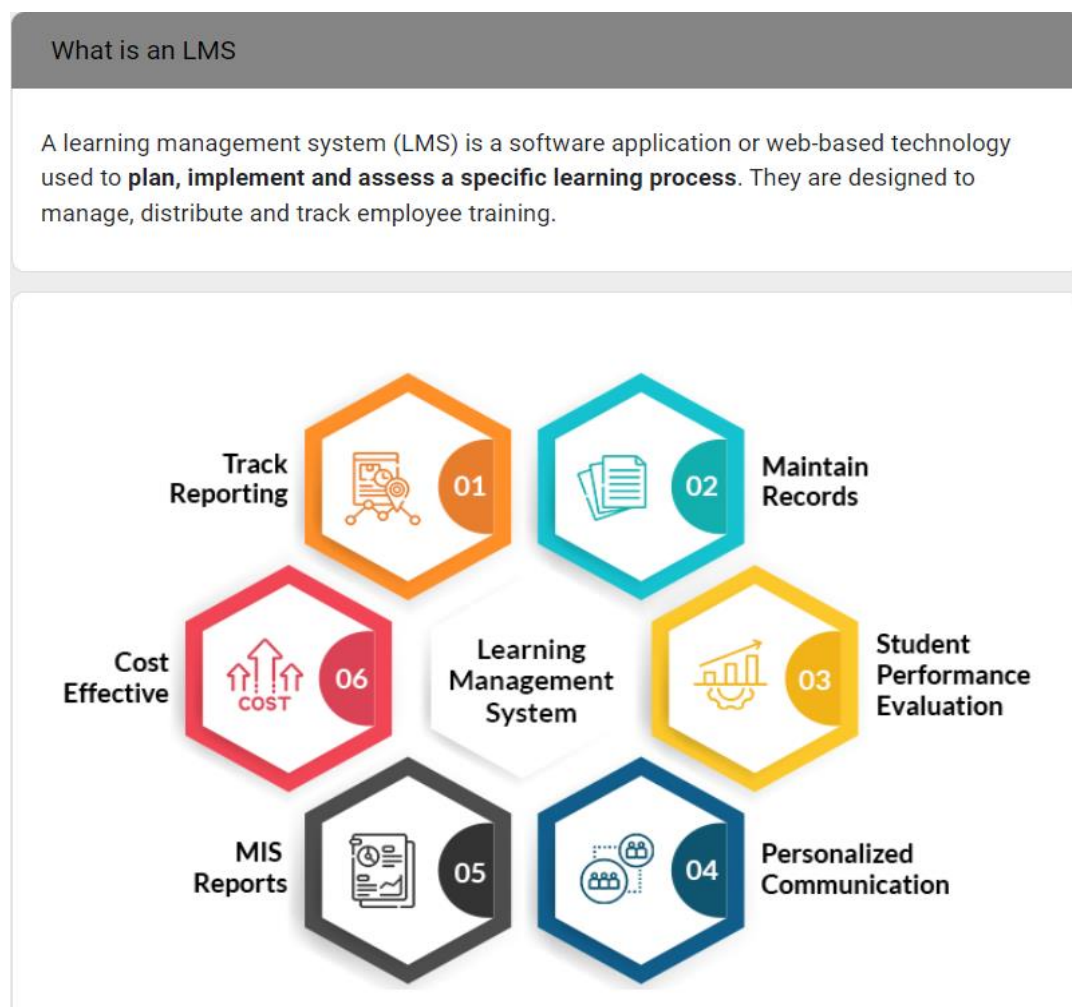 What is an LMS
A learning management system (LMS) is a software application or web-based technology
used to plan, implement and assess a specific learning process. They are designed to
manage, distribute and track employee training.
Track
Reporting
01
02
Maintain
Records
Cost
Effective
COST
06
Learning
Management
System
03
Student
Performance
Evaluation
MIS
Reports
05
04
Personalized
Communication